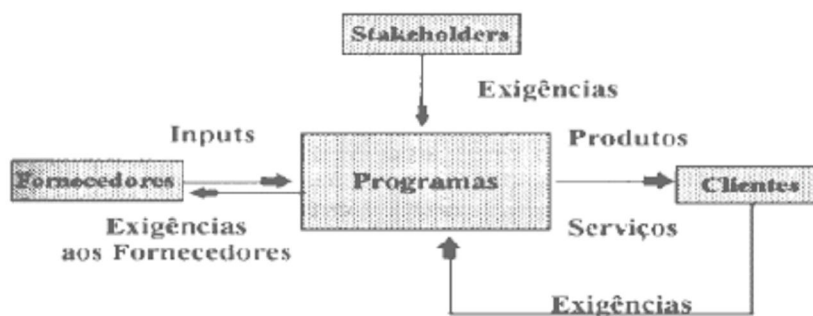 Stakeholders
Exigências
Inputs
Produtos
Fornecedores
Programas
Clientes
Exigências
aos Fornecedores
Serviços
Exigências